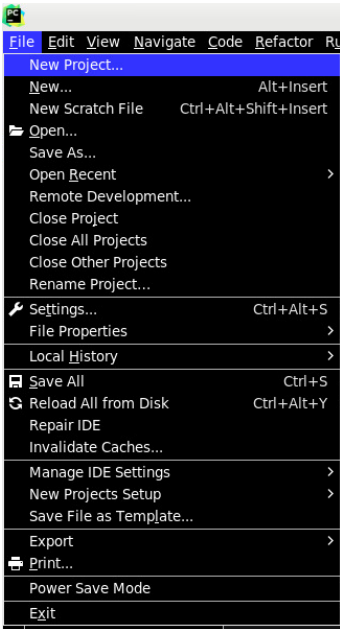 PC
File Edit View Navigate Code Refactor Ru
New Project...
New... Alt+Insert
New Scratch File Ctrl+Alt+Shift+Insert
Open...
Save As...
Open Recent
Remote Development...
Close Project
Close All Projects
Close Other Projects
Rename Project...
Settings... Ctrl+Alt+S
File Properties
Local History
Save All Ctrl+S
Reload All from Disk Ctrl+Alt+Y
Repair IDE
Invalidate Caches...
Manage IDE Settings
New Projects Setup
Save File as Template...
Export
Print...
Power Save Mode
Exit